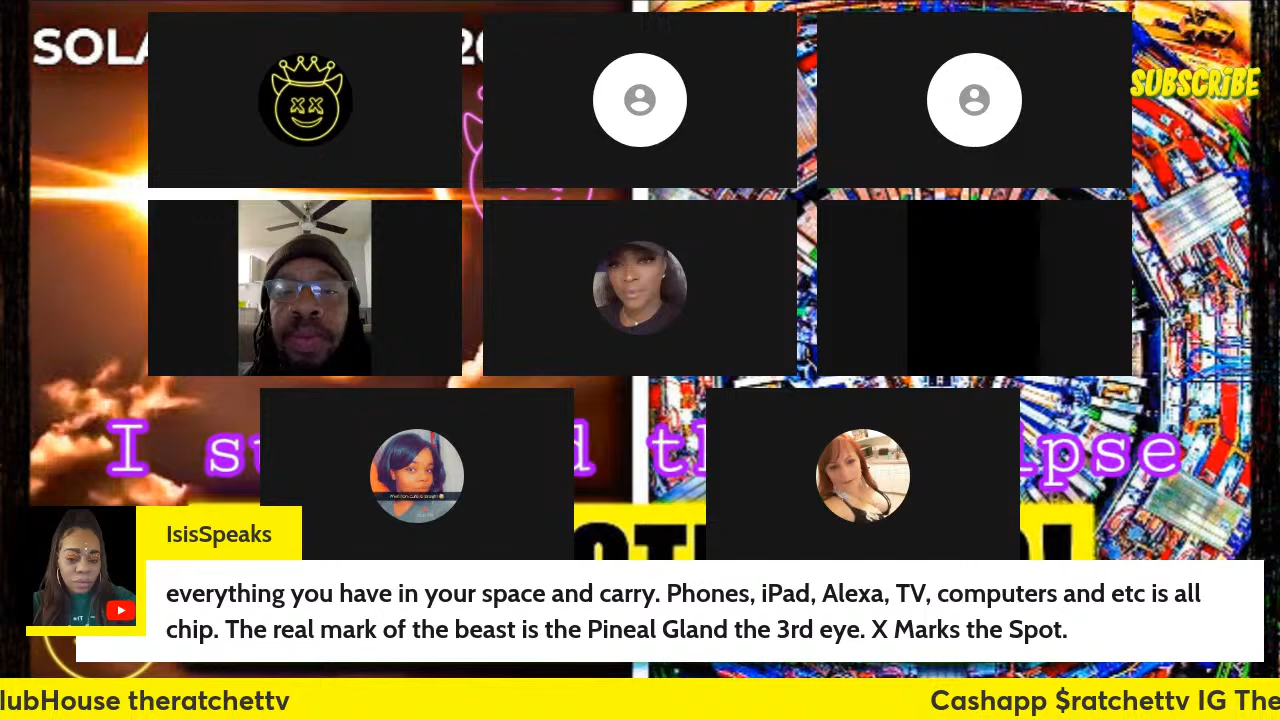 SUBSCRIBE
IsisSpeaks
everything you have in your space and carry. Phones, iPad, Alexa, TV, computers and etc is all
chip. The real mark of the beast is the Pineal Gland the 3rd eye. X Marks the Spot.
lubHouse theratchettv
Cashapp $ratchettv IG The